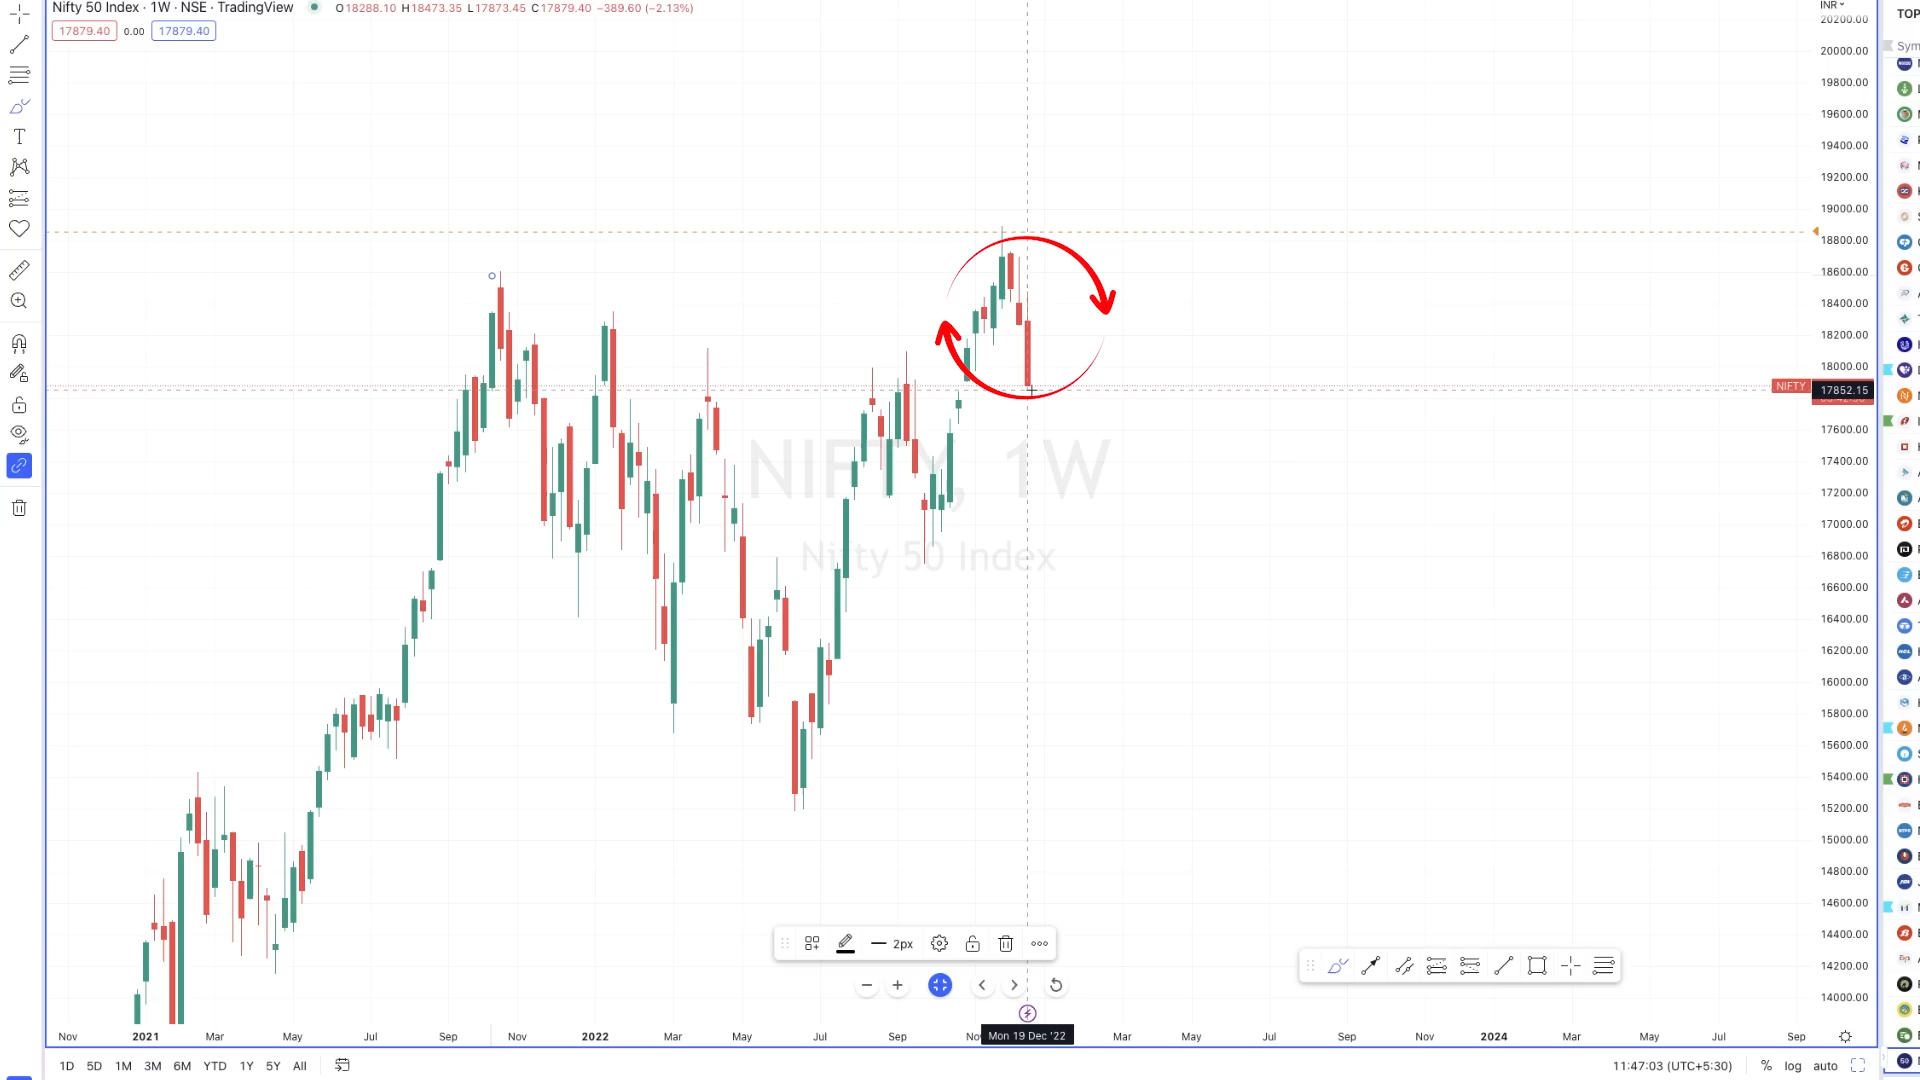 Nifty 50 Index · 1W · NSE · TradingView O18288.10 H18473.35 L17873.45 C17879.40 −389.60 (−2.13%)
17879.40 0.00 17879.40
INR
TOP
Sym
20200.00
20000.00
19800.00
19600.00
19400.00
19200.00
19000.00
18800.00
18600.00
18400.00
18200.00
18000.00
NIFTY 17852.15
17600.00
17400.00
17200.00
17000.00
16800.00
16600.00
16400.00
16200.00
16000.00
15800.00
15600.00
15400.00
15200.00
15000.00
14800.00
14600.00
14400.00
14200.00
14000.00
NIFTY, 1W
Nifty 50 Index
2px
Nov 2021 Mar May Jul Sep Nov 2022 Mar May Jul Sep Mon 19 Dec '22 Mar May Jul Sep Nov 2024 Mar May Jul Sep
1D 5D 1M 3M 6M YTD 1Y 5Y All 11:47:03 (UTC+5:30) % log auto